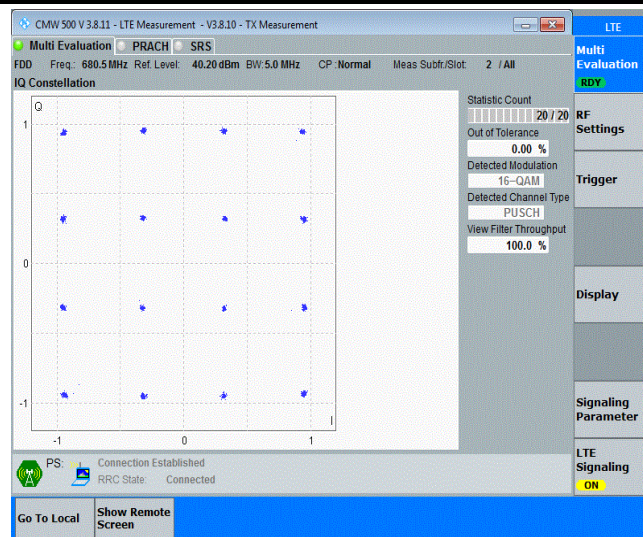 CMW 500 V 3.8.11 - LTE Measurement - V3.8.10 - TX Measurement
LTE
Multi Evaluation PRACH SRS
Multi
Evaluation
RDY
FDD Freq.: 680.5 MHz Ref. Level: 40.20 dBm BW: 5.0 MHz CP : Normal Meas Subfr./Slot: 2 / All
IQ Constellation
Q
1
0
-1
-1 0 1
I
Statistic Count
20 / 20
Out of Tolerance
0.00 %
Detected Modulation
16-QAM
Detected Channel Type
PUSCH
View Filter Throughput
100.0 %
RF
Settings
Trigger
Display
Signaling
Parameter
LTE
Signaling
ON
PS: Connection Established
RRC State: Connected
Go To Local
Show Remote
Screen